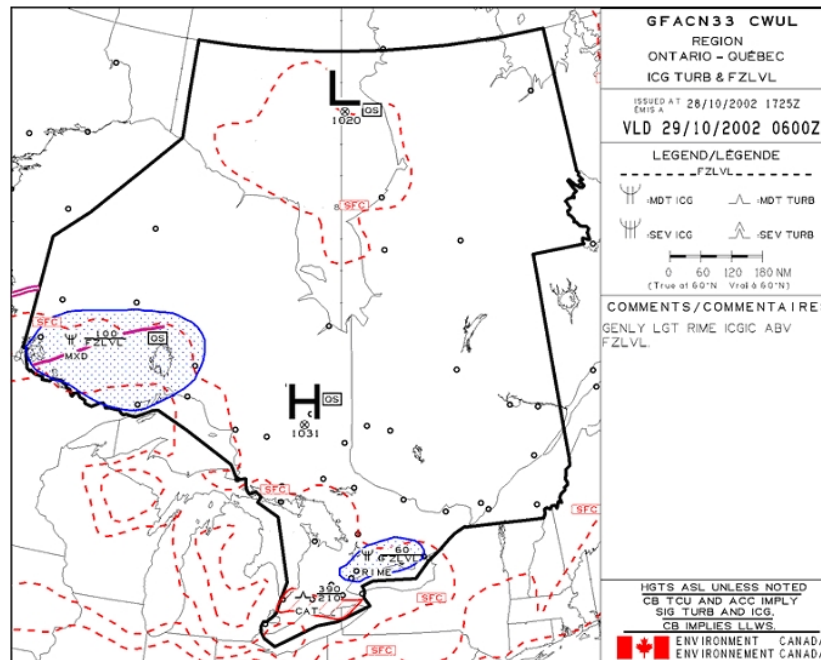 L
QS
1020
SFC
SFC
100
FZLVL
QS
MXD
H
QS
1031
SFC
SFC
60
FZLVL
RIME
390
210
CAT
SFC
SFC
GFACN33 CWUL
REGION
ONTARIO - QUÉBEC
ICG TURB & FZLVL
ISSUED AT 28/10/2002 1725Z
ÉMIS A
VLD 29/10/2002 0600Z
LEGEND/LÉGENDE
FZLVL
:MDT ICG :MDT TURB
:SEV ICG :SEV TURB
0 60 120 180 NM
(True at 60°N Vrai à 60°N)
COMMENTS/COMMENTAIRE
GENLY LGT RIME ICGIC ABV
FZLVL.
HGTS ASL UNLESS NOTED
CB TCU AND ACC IMPLY
SIG TURB AND ICG.
CB IMPLIES LLWS.
ENVIRONMENT CANADA
ENVIRONNEMENT CANADA